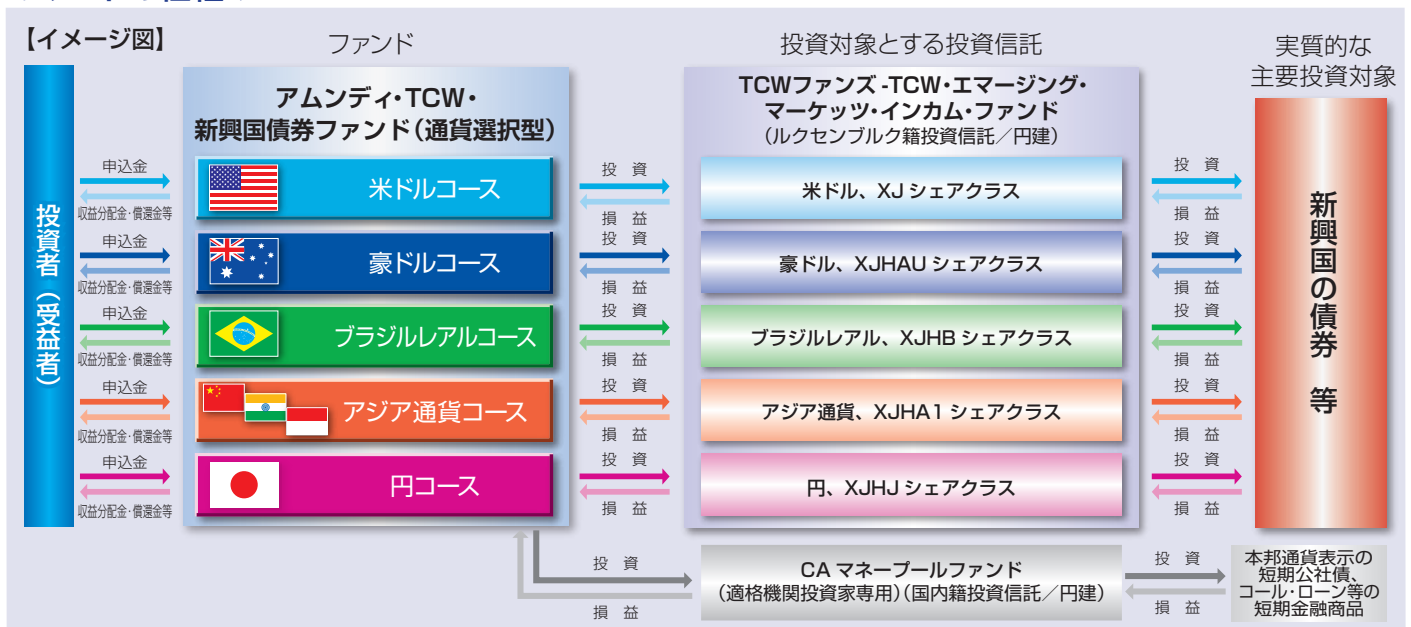 【イメージ図】
ファンド
投資対象とする投資信託
実質的な
主要投資対象
投資者（受益者）
アムンディ・TCW・
新興国債券ファンド（通貨選択型）
TCWファンズ -TCW・エマージング・
マーケッツ・インカム・ファンド
（ルクセンブルク籍投資信託／円建）
新興国の債券 等
申込金
収益分配金・償還金等
米ドルコース
投 資
損 益
米ドル、XJ シェアクラス
投 資
損 益
申込金
収益分配金・償還金等
豪ドルコース
投 資
損 益
豪ドル、XJHAU シェアクラス
投 資
損 益
申込金
収益分配金・償還金等
ブラジルレアルコース
投 資
損 益
ブラジルレアル、XJHB シェアクラス
投 資
損 益
申込金
収益分配金・償還金等
アジア通貨コース
投 資
損 益
アジア通貨、XJHA1 シェアクラス
投 資
損 益
申込金
収益分配金・償還金等
円コース
投 資
損 益
円、XJHJ シェアクラス
投 資
損 益
投 資
損 益
CA マネープールファンド
（適格機関投資家専用）（国内籍投資信託／円建）
投 資
損 益
本邦通貨表示の
短期公社債、
コール・ローン等の
短期金融商品